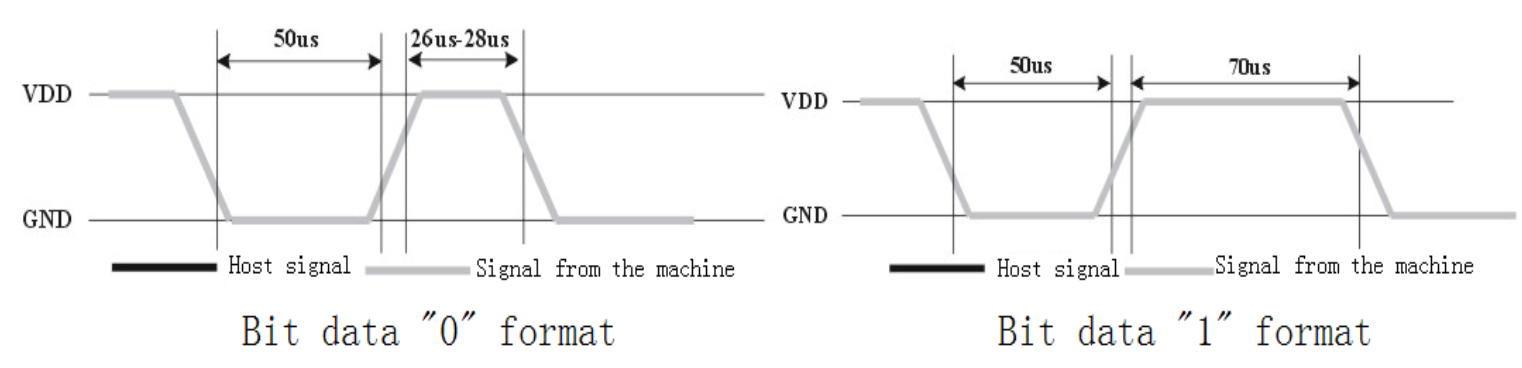 50us
26us-28us
VDD
GND
Host signal
Signal from the machine
Bit data "0" format
50us
70us
VDD
GND
Host signal
Signal from the machine
Bit data "1" format